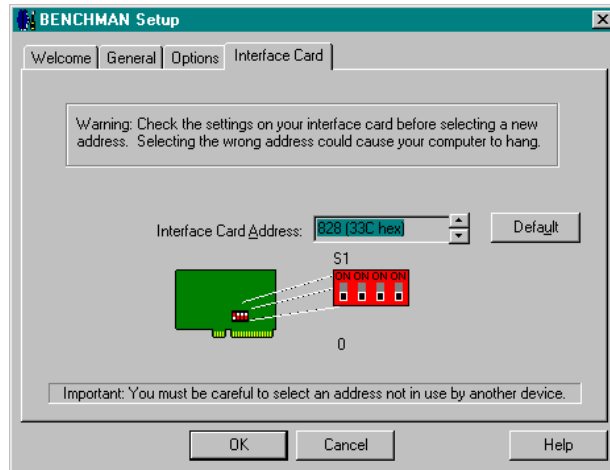 BENCHMAN Setup
Welcome General Options Interface Card
Warning: Check the settings on your interface card before selecting a new
address. Selecting the wrong address could cause your computer to hang.
Interface Card Address: 828 (33C hex) Default
S1
ON ON ON ON
0
Important: You must be careful to select an address not in use by another device.
OK Cancel Help